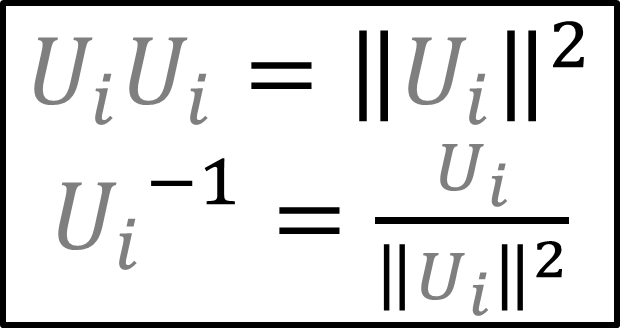 UᵢUᵢ = ‖Uᵢ‖²
Uᵢ⁻¹ = Uᵢ / ‖Uᵢ‖²